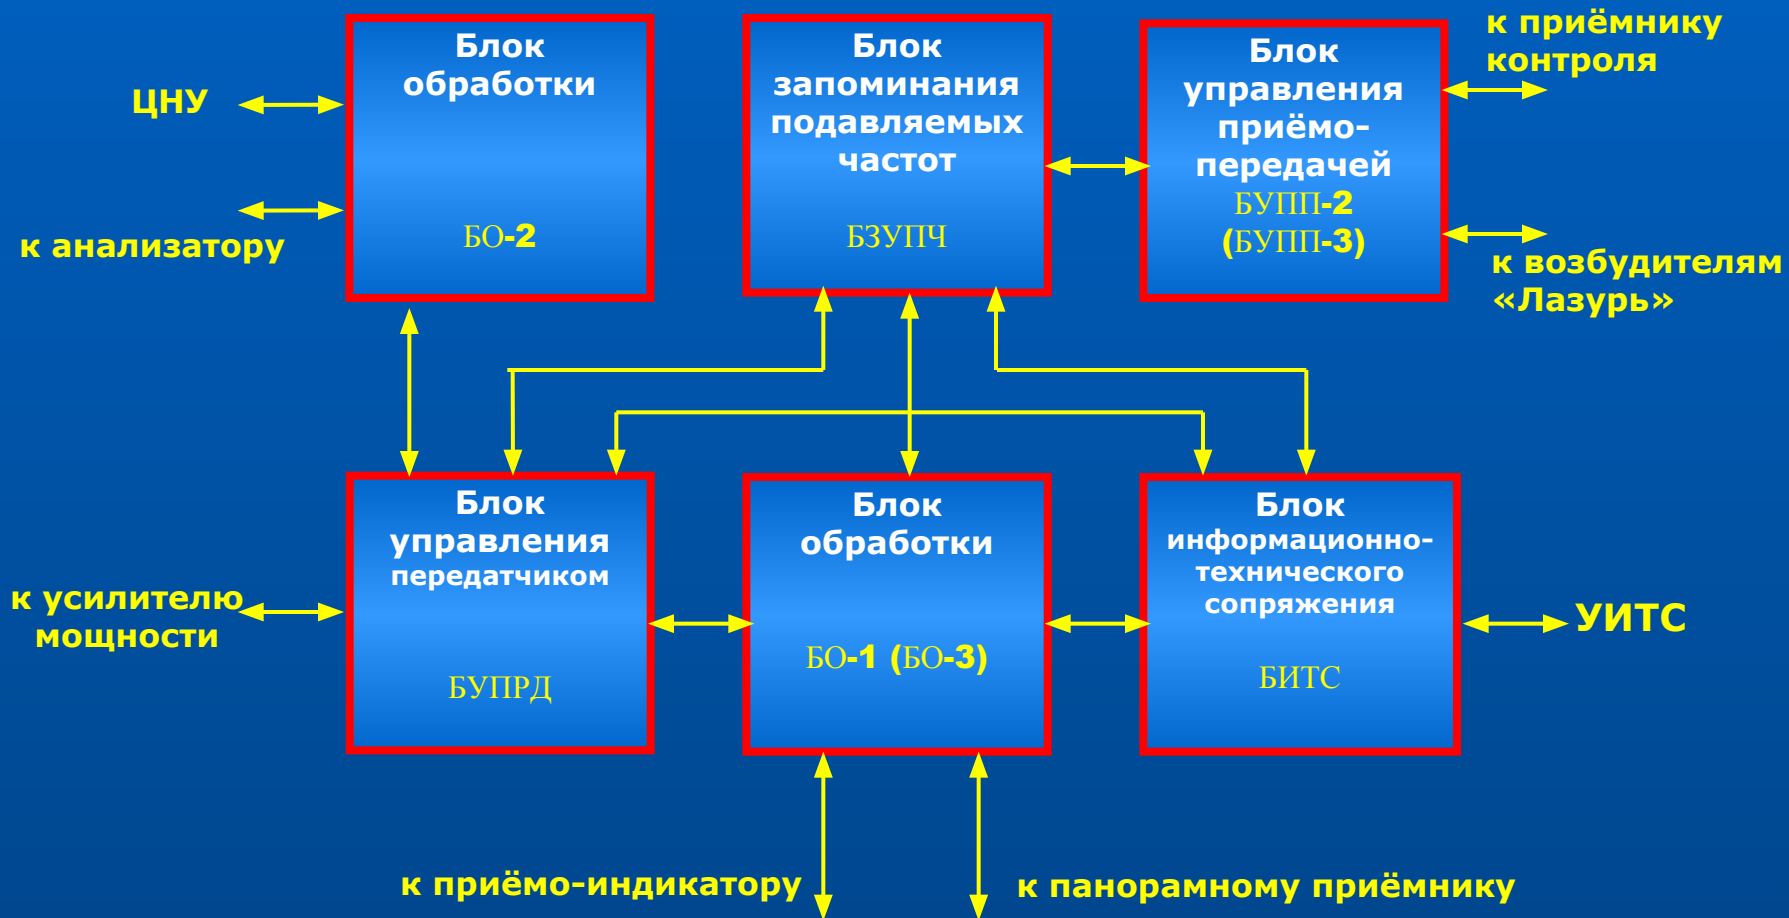 ЦНУ
к анализатору
Блок
обработки
БО-2
Блок
запоминания
подавляемых
частот
БЗУПЧ
Блок
управления
приёмо-
передачей
БУПП-2
(БУПП-3)
к приёмнику
контроля
к возбудителям
«Лазурь»
к усилителю
мощности
Блок
управления
передатчиком
БУПРД
Блок
обработки
БО-1 (БО-3)
Блок
информационно-
технического
сопряжения
БИТС
УИТС
к приёмо-индикатору
к панорамному приёмнику